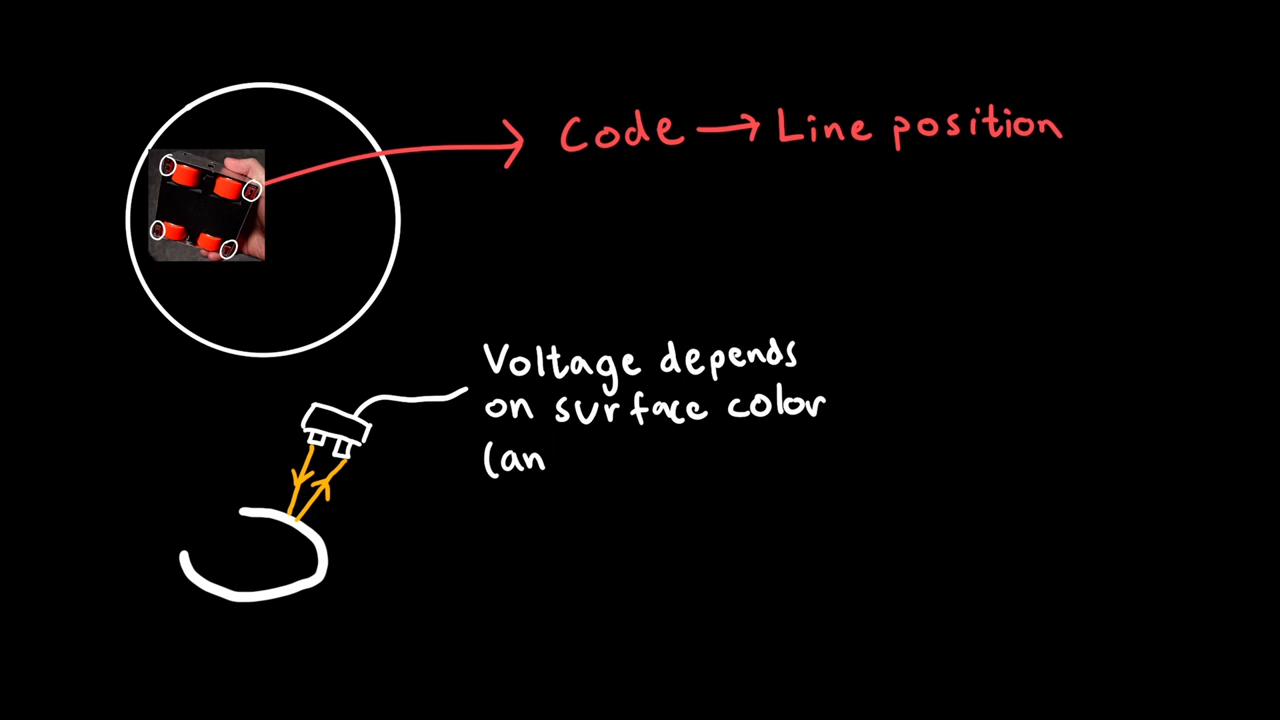 Code → Line position
Voltage depends
on surface color
(an